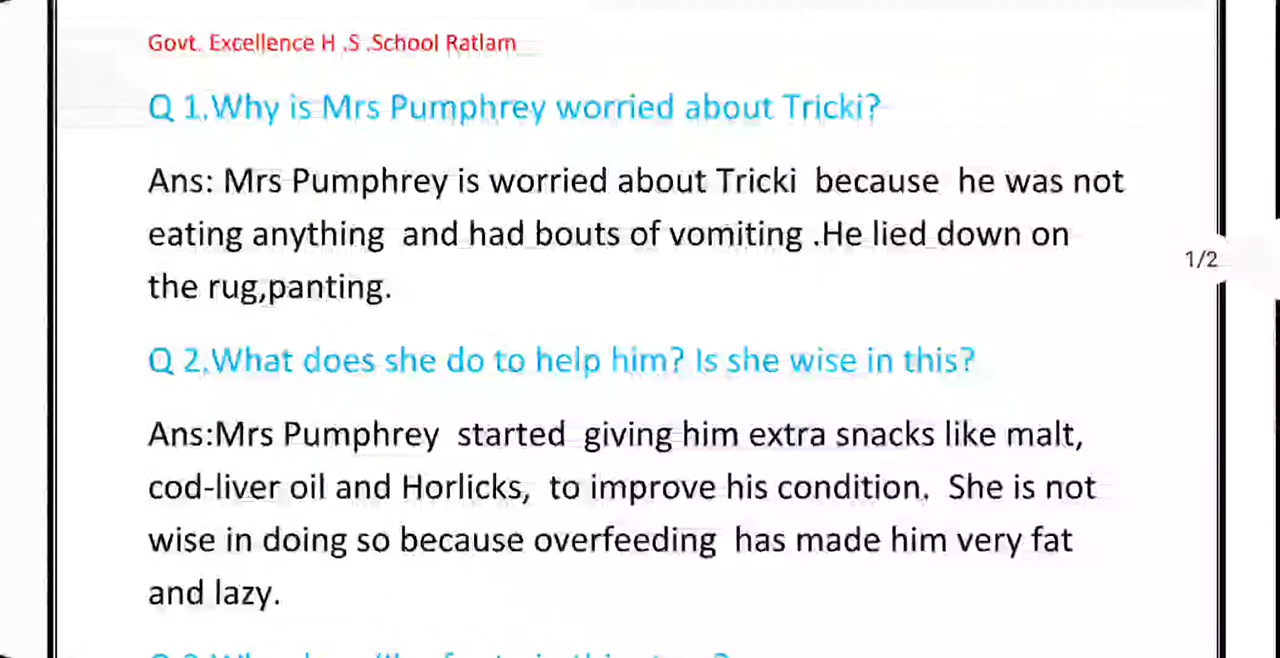 Govt. Excellence H .S .School Ratlam
Q 1.Why is Mrs Pumphrey worried about Tricki?
Ans: Mrs Pumphrey is worried about Tricki because he was not
eating anything and had bouts of vomiting .He lied down on
the rug,panting.
1/2
Q 2.What does she do to help him? Is she wise in this?
Ans:Mrs Pumphrey started giving him extra snacks like malt,
cod-liver oil and Horlicks, to improve his condition. She is not
wise in doing so because overfeeding has made him very fat
and lazy.